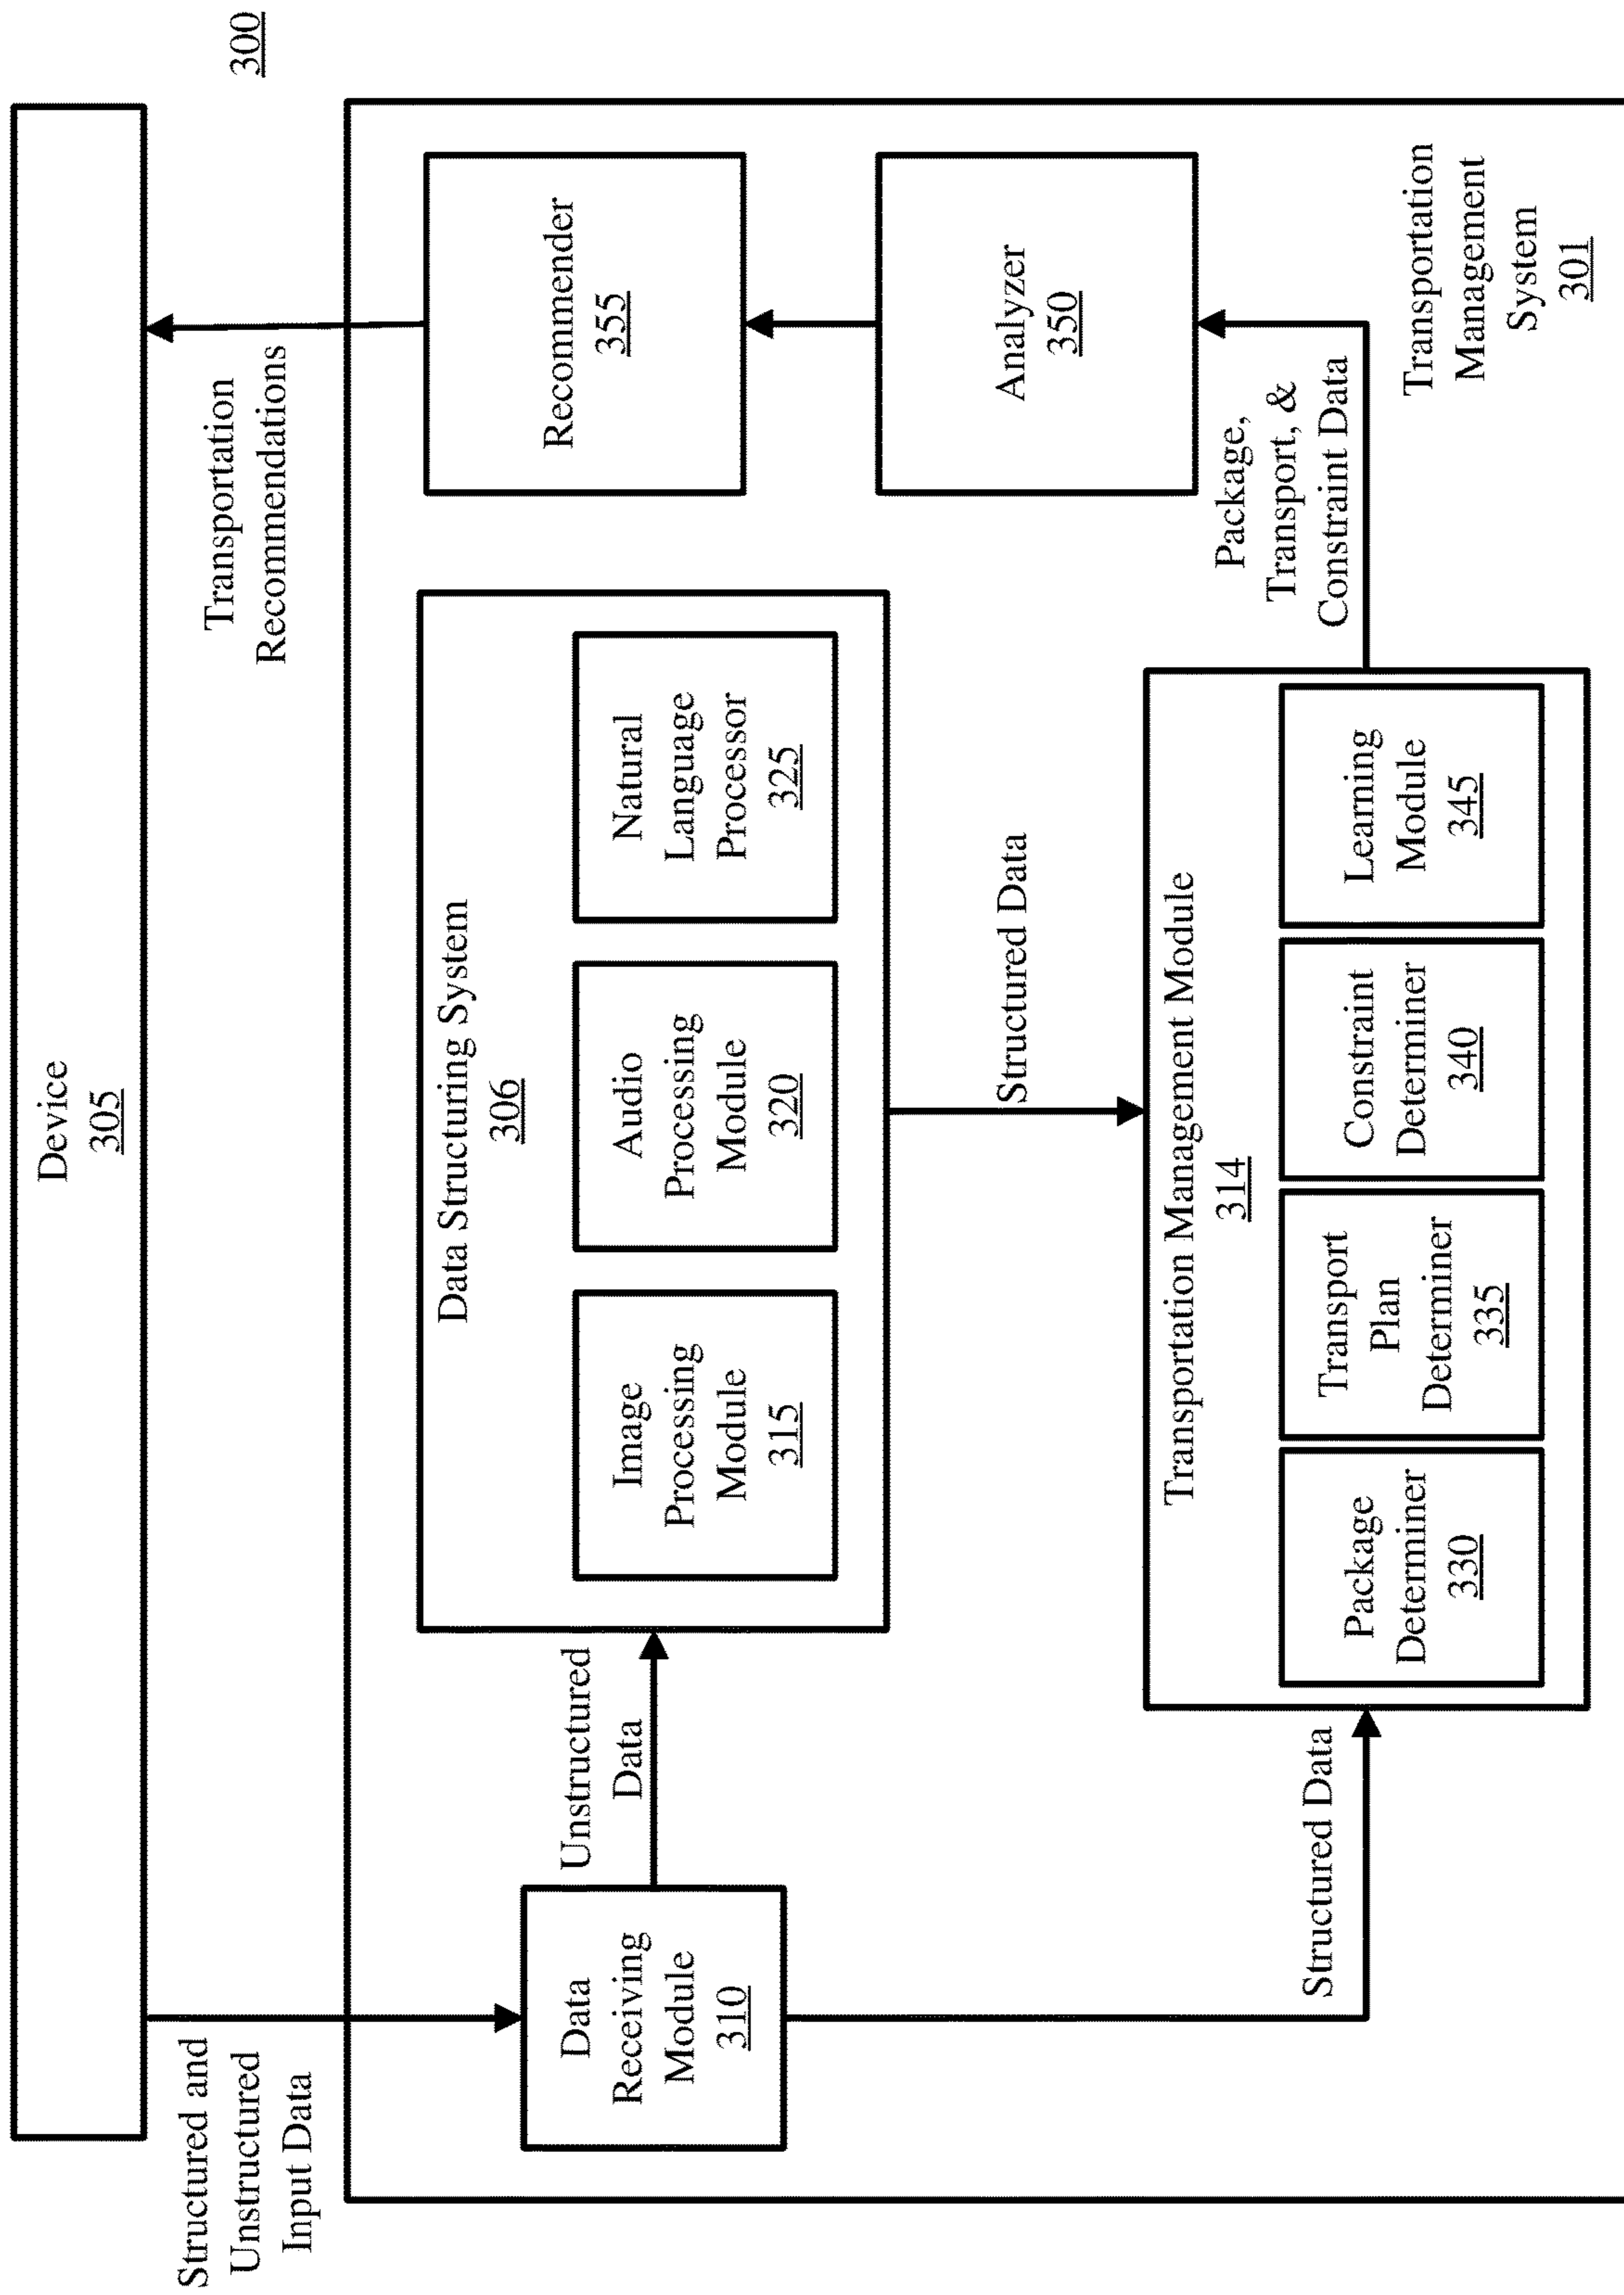 300
Device
305
Structured and
Unstructured
Input Data
Transportation
Recommendations
Data
Receiving
Module
310
Unstructured
Data
Data Structuring System
306
Image
Processing
Module
315
Audio
Processing
Module
320
Natural
Language
Processor
325
Recommender
355
Analyzer
350
Structured Data
Structured Data
Transportation Management Module
314
Package
Determiner
330
Transport
Plan
Determiner
335
Constraint
Determiner
340
Learning
Module
345
Package,
Transport, &
Constraint Data
Transportation
Management
System
301